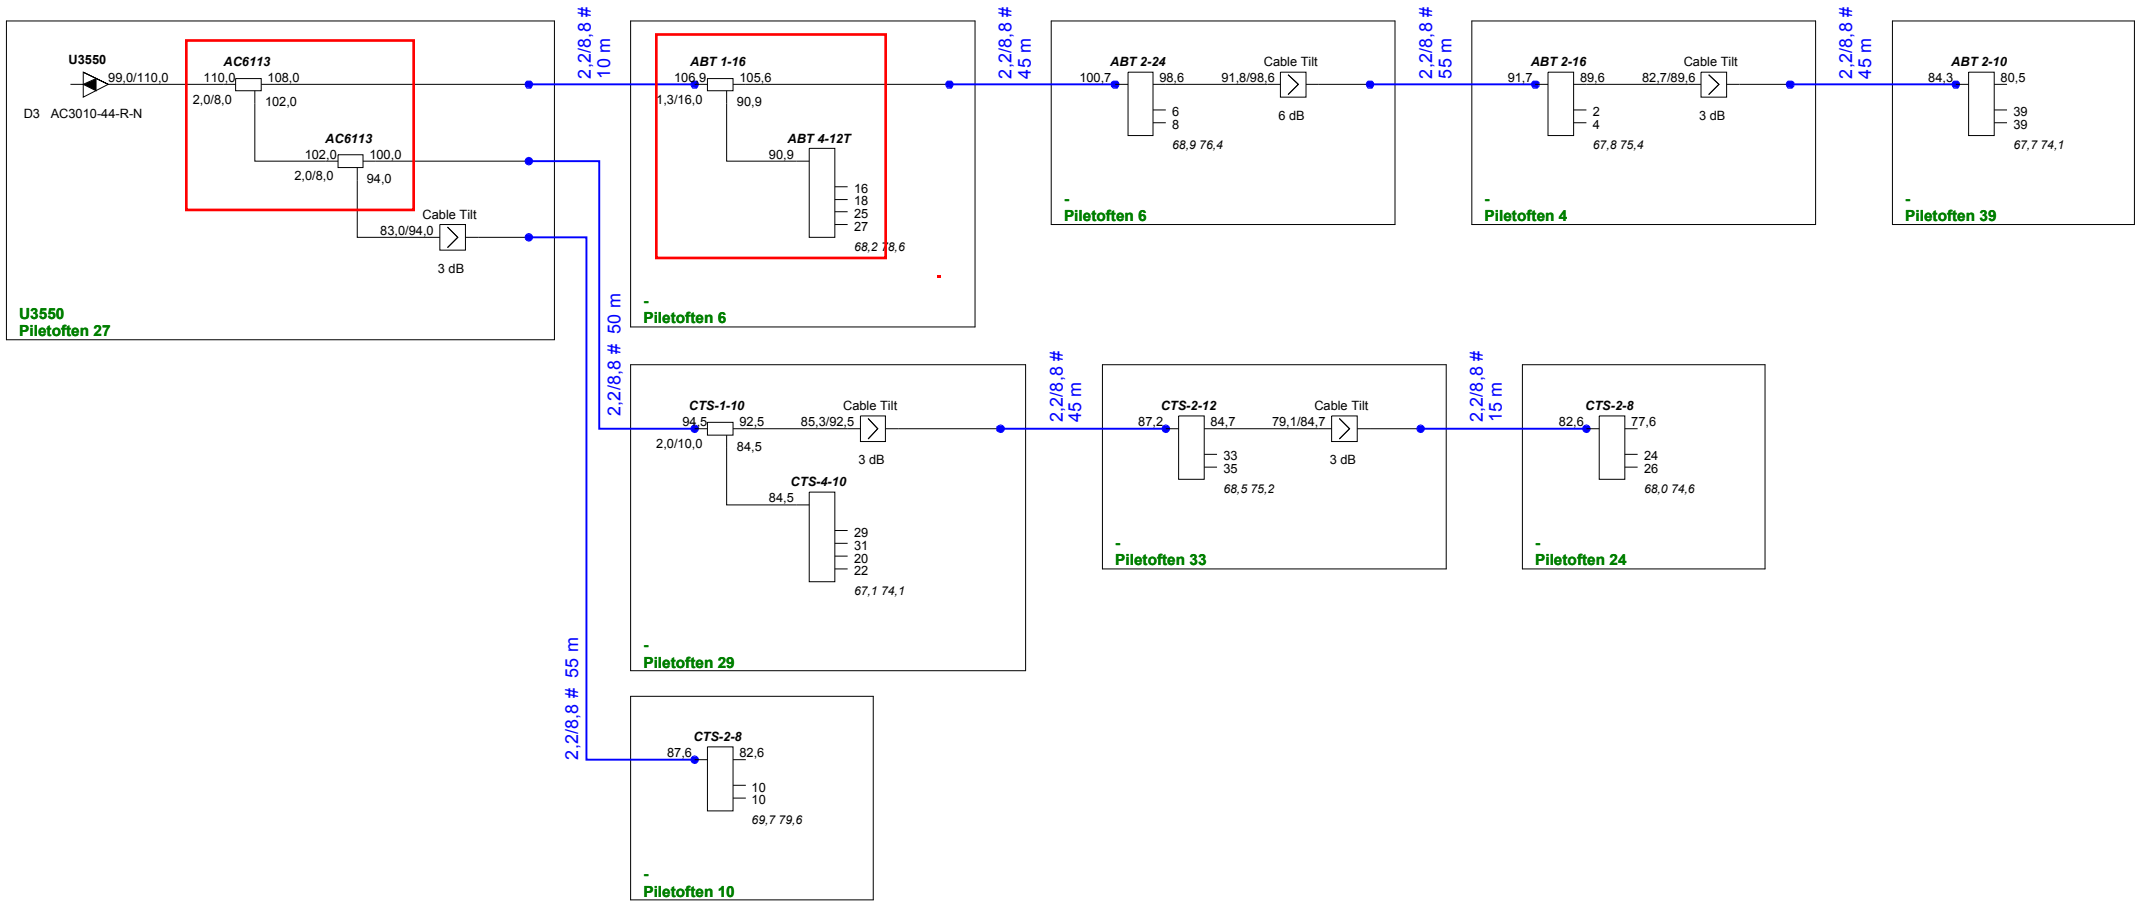 U3550
99,0/110,0
D3 AC3010-44-R-N
AC6113
110,0
108,0
2,0/8,0
102,0
AC6113
102,0
100,0
2,0/8,0
94,0
Cable Tilt
83,0/94,0
3 dB
U3550
Piletoften 27
2,2/8,8 #
10 m
ABT 1-16
106,9
105,6
1,3/16,0
90,9
ABT 4-12T
90,9
16
18
25
27
68,2 78,6
-
Piletoften 6
2,2/8,8 #
45 m
ABT 2-24
100,7
98,6
6
8
68,9 76,4
Cable Tilt
91,8/98,6
6 dB
-
Piletoften 6
2,2/8,8 #
55 m
ABT 2-16
91,7
89,6
2
4
67,8 75,4
Cable Tilt
82,7/89,6
3 dB
-
Piletoften 4
2,2/8,8 #
45 m
ABT 2-10
84,3
80,5
39
39
67,7 74,1
-
Piletoften 39
2,2/8,8 # 50 m
CTS-1-10
94,5
92,5
2,0/10,0
84,5
Cable Tilt
85,3/92,5
3 dB
CTS-4-10
84,5
29
31
20
22
67,1 74,1
-
Piletoften 29
2,2/8,8 #
45 m
CTS-2-12
87,2
84,7
33
35
68,5 75,2
Cable Tilt
79,1/84,7
3 dB
-
Piletoften 33
2,2/8,8 #
15 m
CTS-2-8
82,6
77,6
24
26
68,0 74,6
-
Piletoften 24
2,2/8,8 # 55 m
CTS-2-8
87,6
82,6
10
10
69,7 79,6
-
Piletoften 10